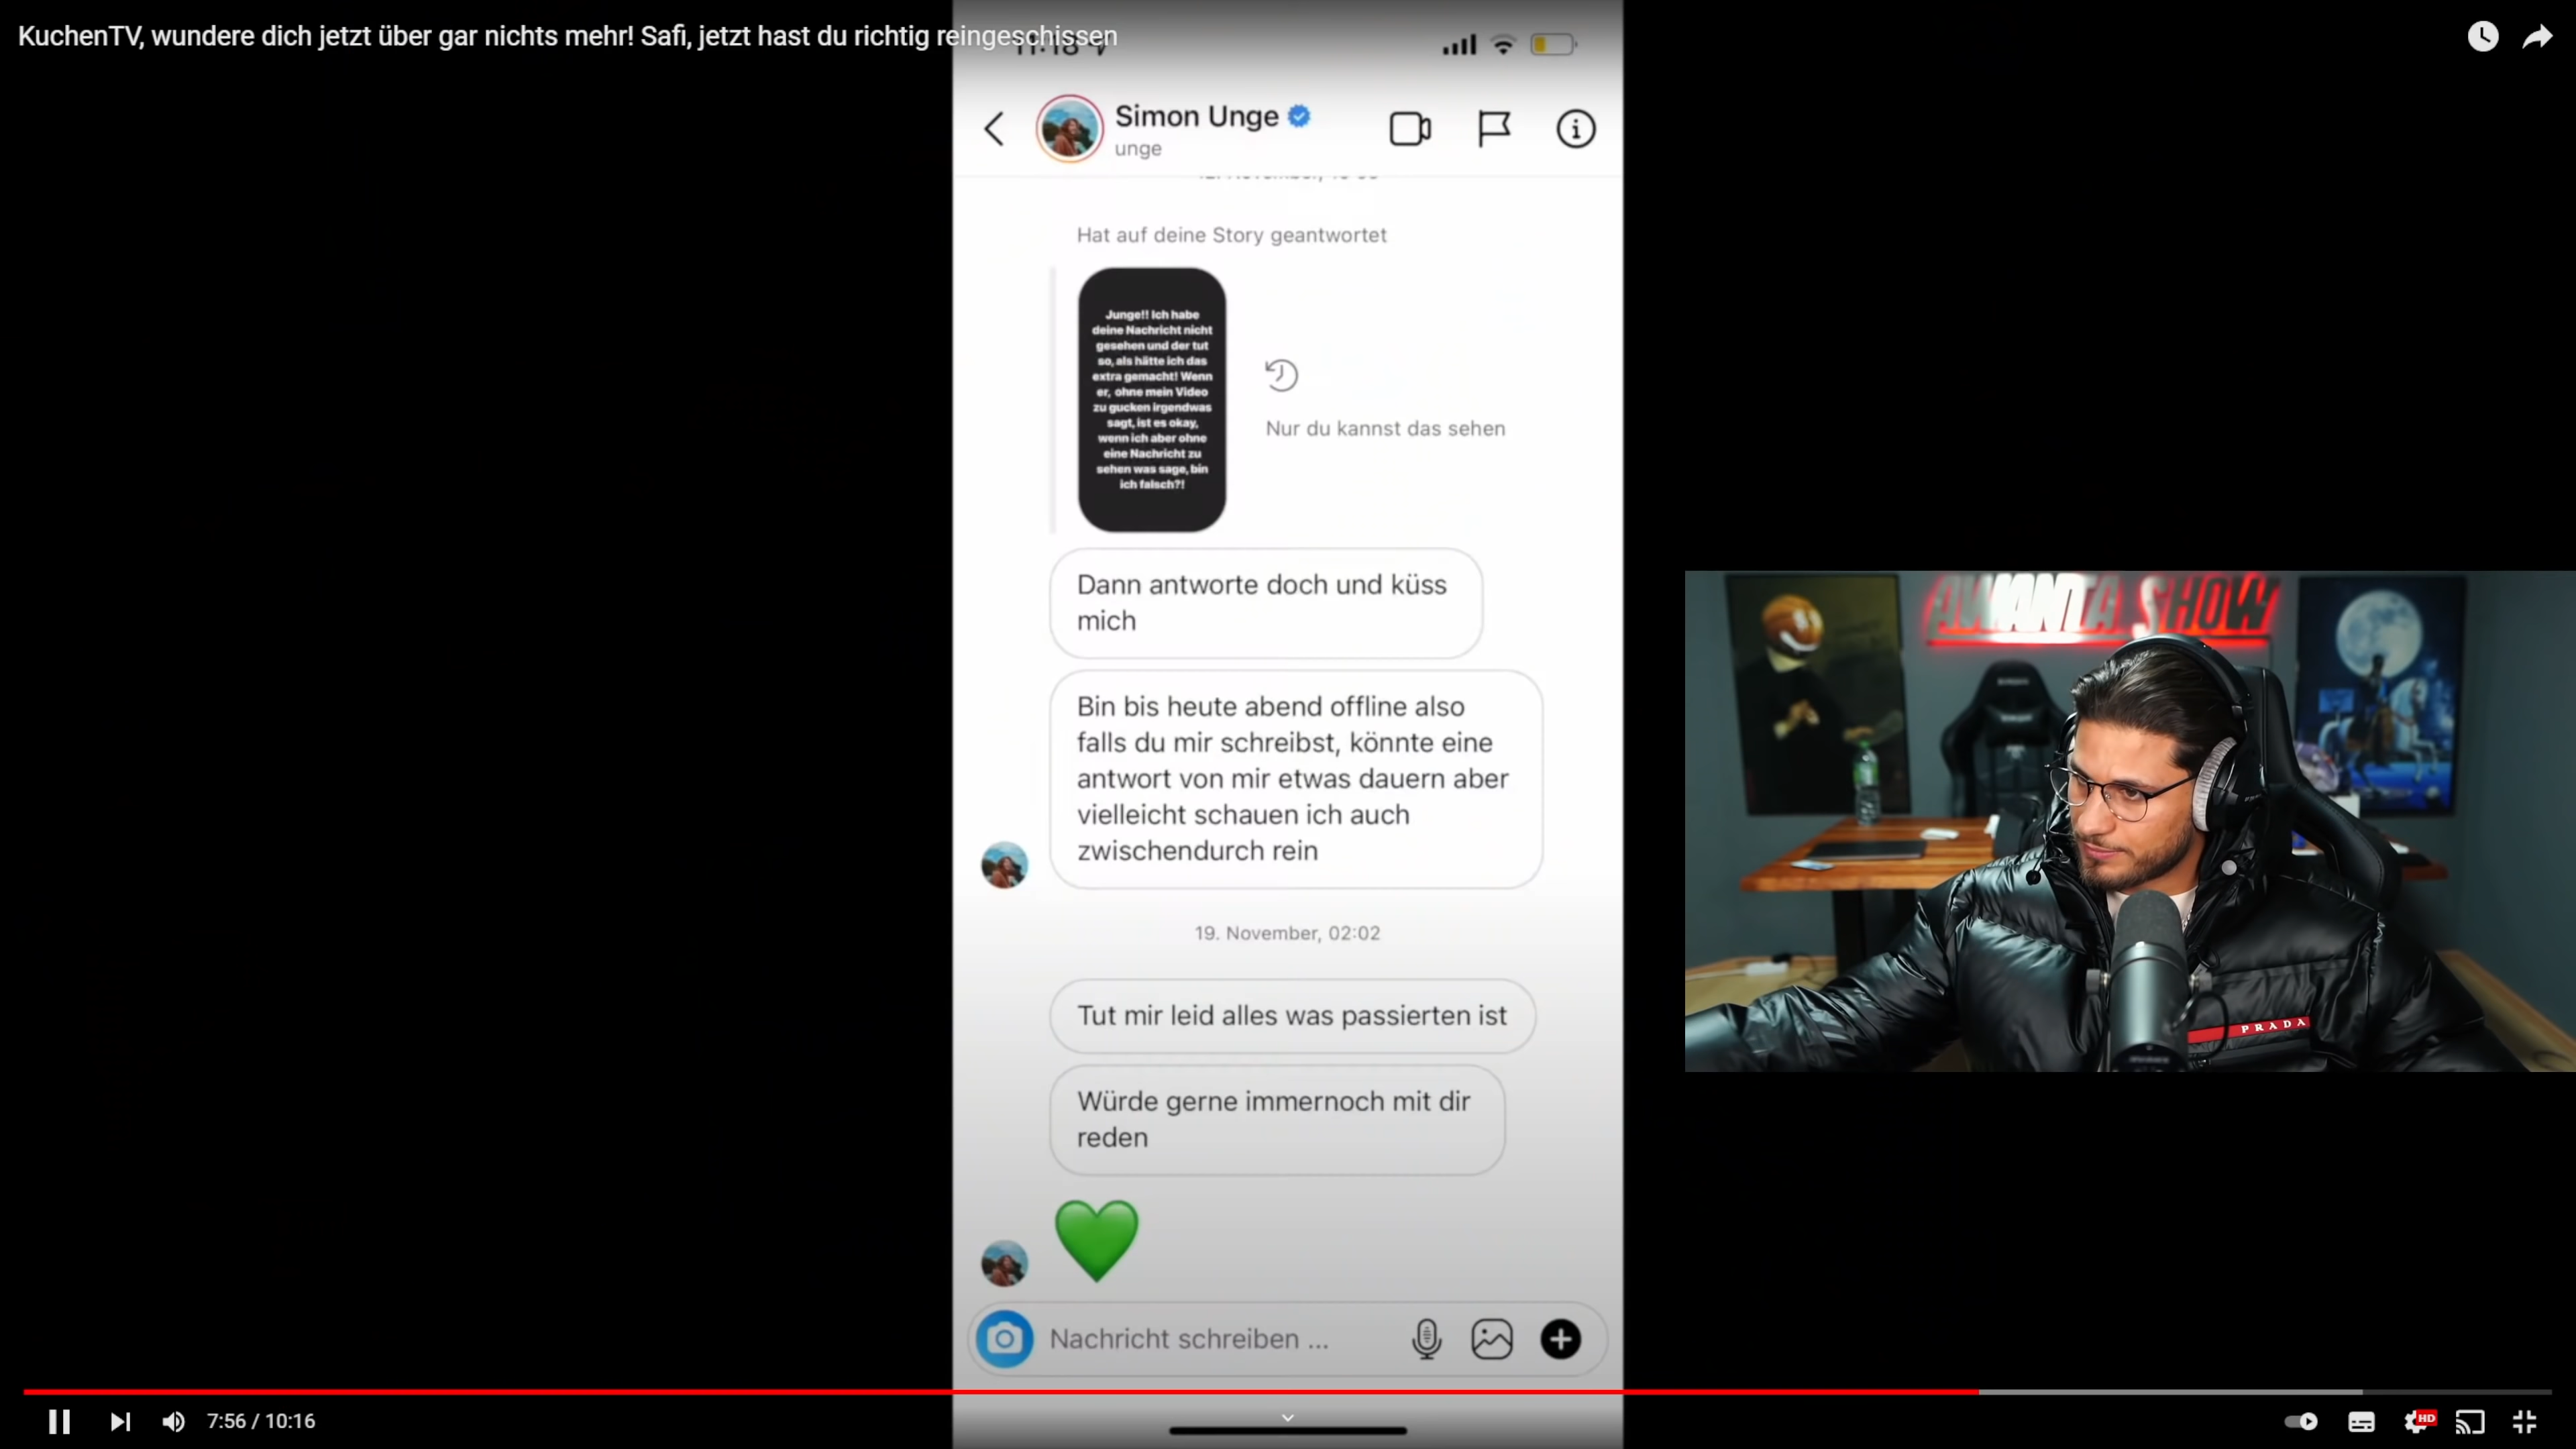 KuchenTV, wundere dich jetzt über gar nichts mehr! Safi, jetzt hast du richtig reingeschissen
Simon Unge
unge
Hat auf deine Story geantwortet
Junge!! Ich habe
deine Nachricht nicht
gesehen und der tut
so, als hätte ich das
extra gemacht! Wenn
er, ohne mein Video
zu gucken irgendwas
sagt, ist es okay,
wenn ich aber ohne
eine Nachricht zu
sehen was sage, bin
ich falsch?!
Nur du kannst das sehen
Dann antworte doch und küss
mich
Bin bis heute abend offline also
falls du mir schreibst, könnte eine
antwort von mir etwas dauern aber
vielleicht schauen ich auch
zwischendurch rein
19. November, 02:02
Tut mir leid alles was passierten ist
Würde gerne immernoch mit dir
reden
Nachricht schreiben ...
SHOW
PRADA
7:56 / 10:16
HD